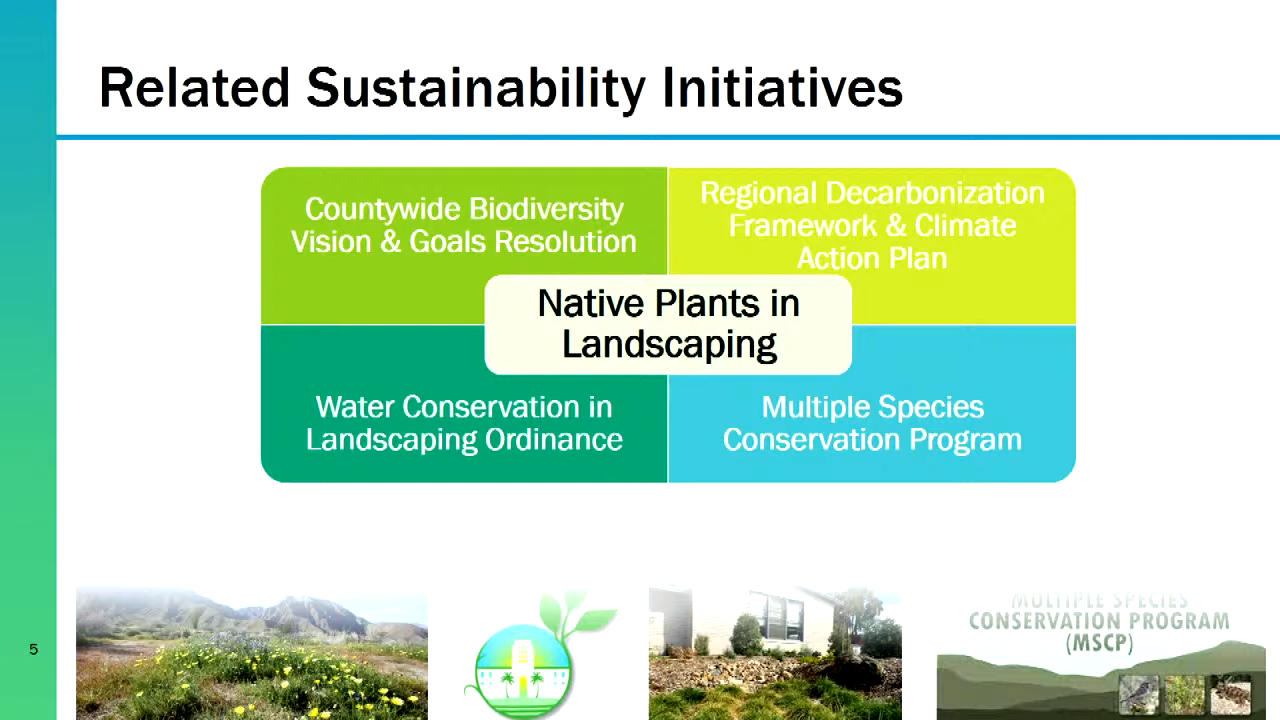 Related Sustainability Initiatives
Countywide Biodiversity
Vision & Goals Resolution
Regional Decarbonization
Framework & Climate
Action Plan
Native Plants in
Landscaping
Water Conservation in
Landscaping Ordinance
Multiple Species
Conservation Program
5
MULTIPLE SPECIES
CONSERVATION PROGRAM
(MSCP)